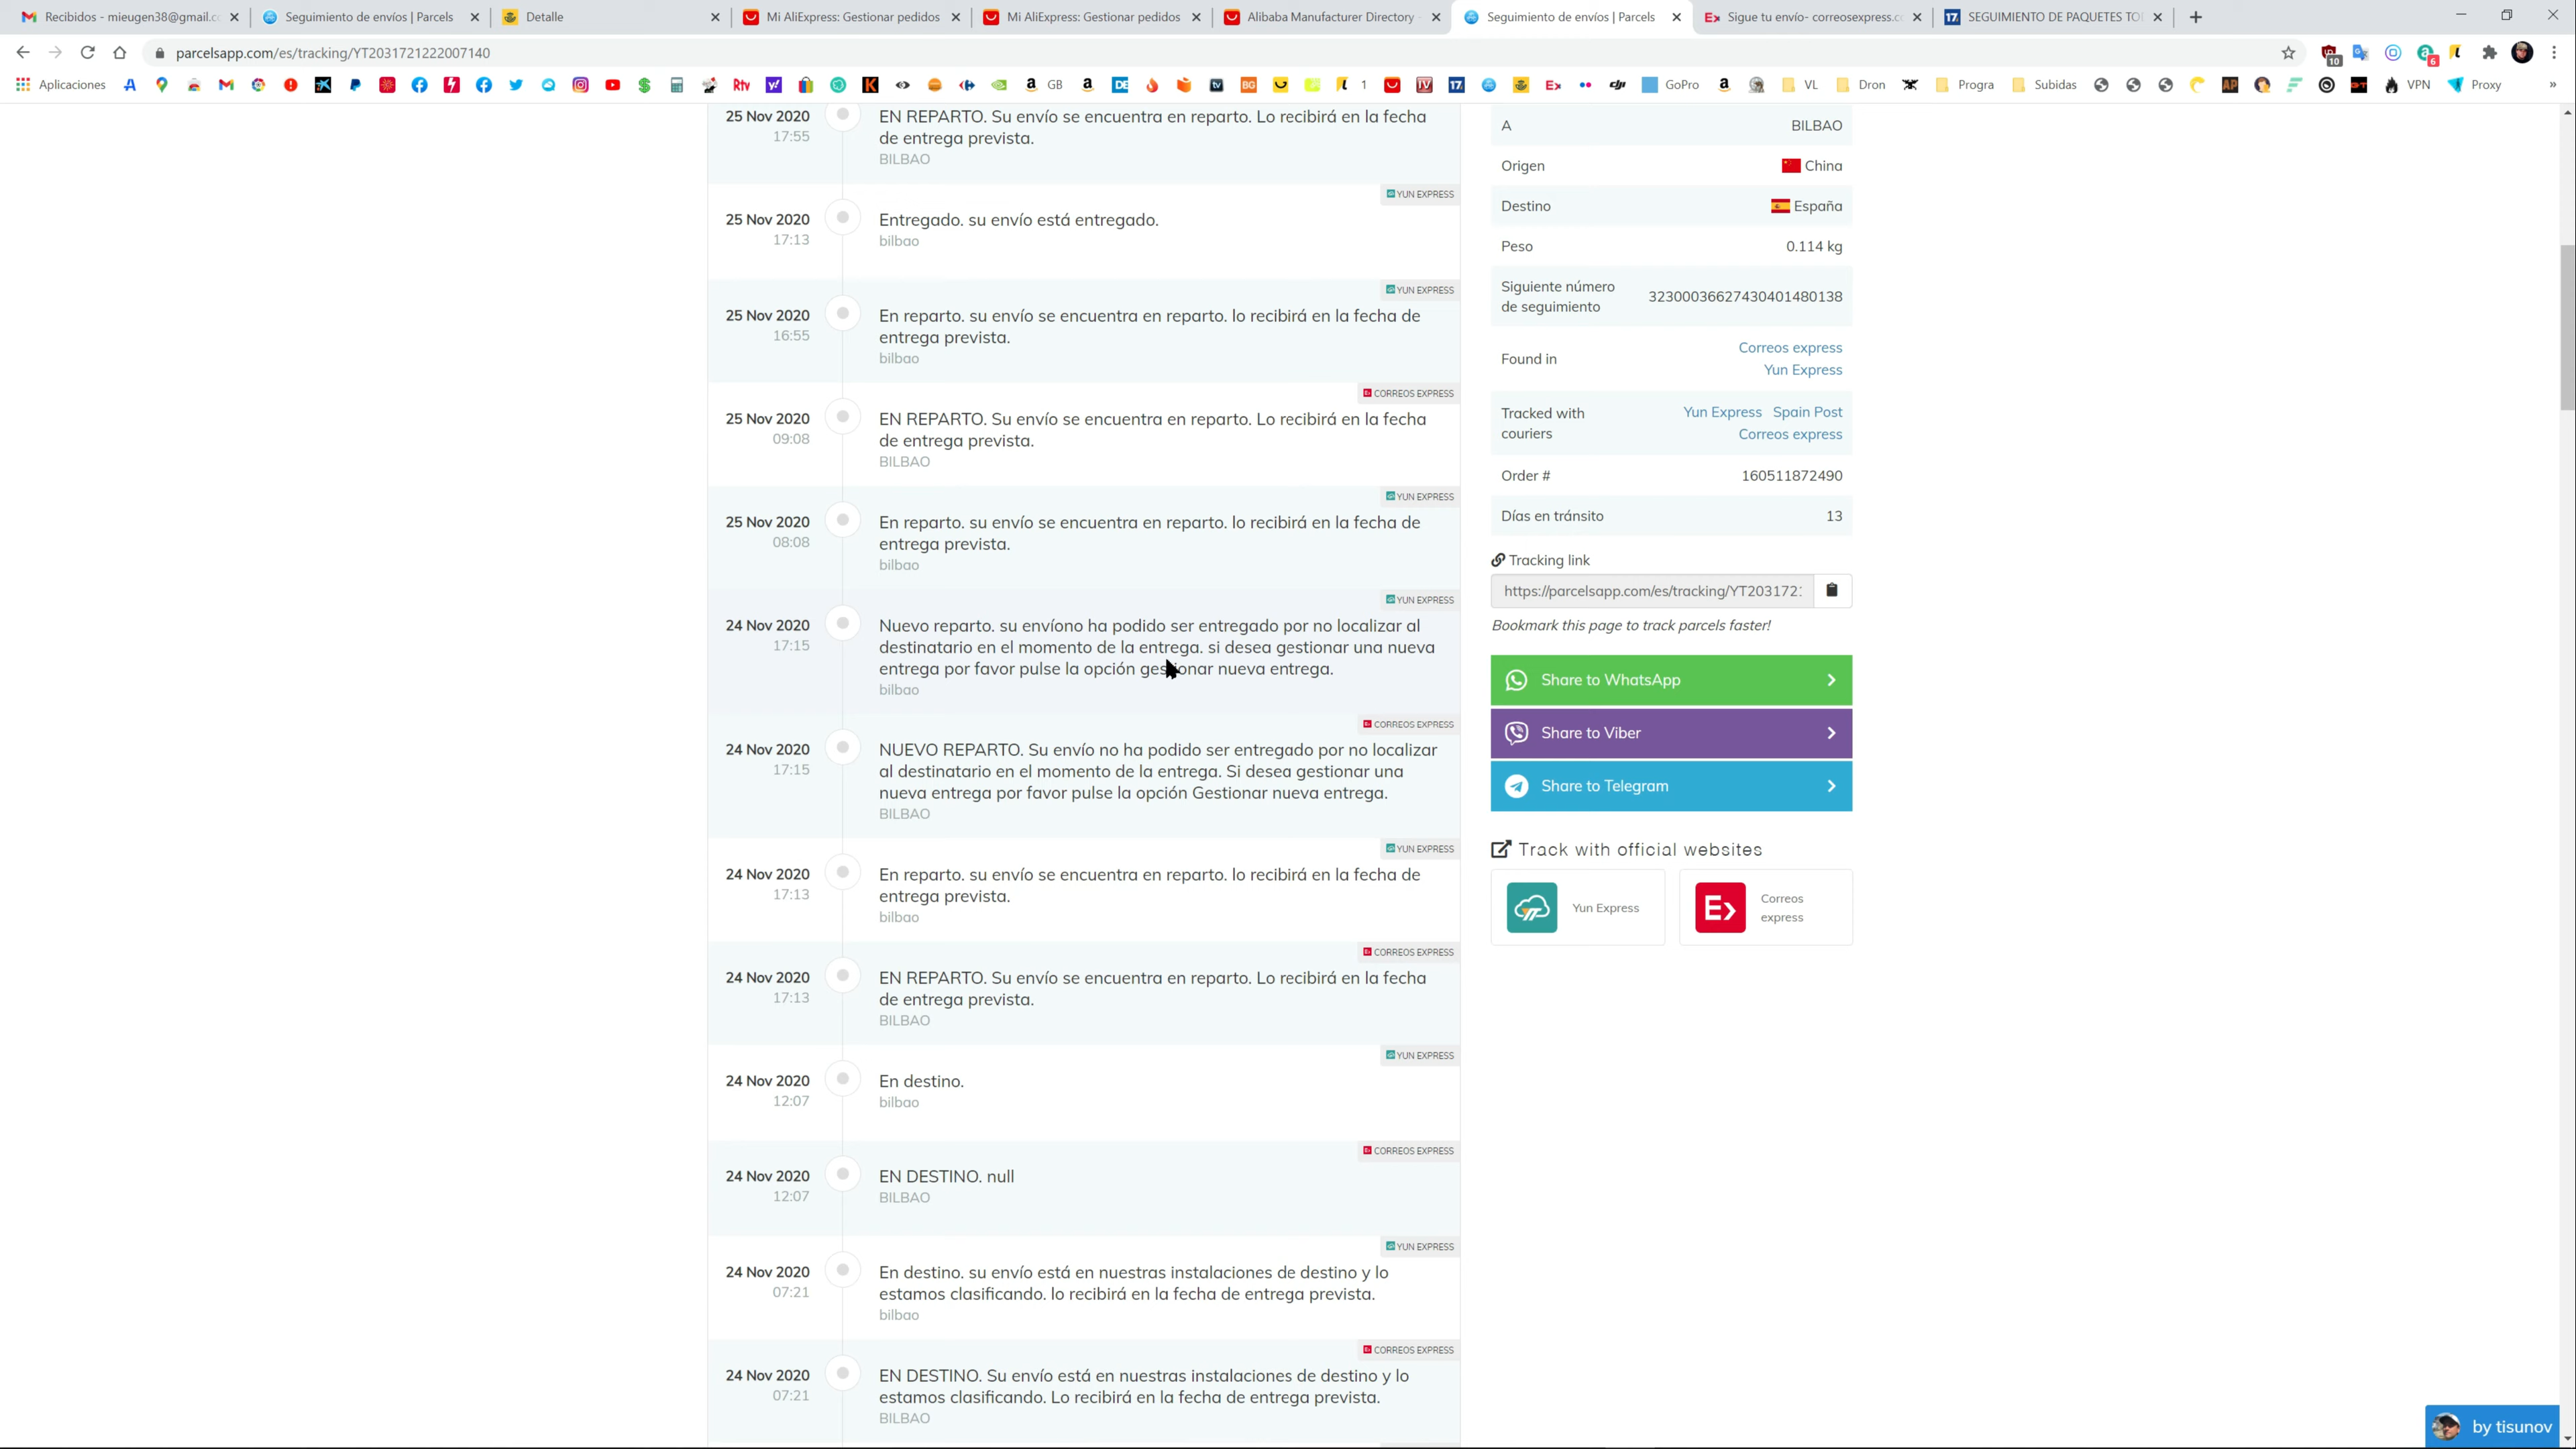 Recibidos - mieugen38@gmail.c
Seguimiento de envíos | Parcels
Detalle
Mi AliExpress: Gestionar pedidos
Mi AliExpress: Gestionar pedidos
Alibaba Manufacturer Directory
Seguimiento de envíos | Parcels
Sigue tu envío- correosexpress.c
SEGUIMIENTO DE PAQUETES TO
parcelsapp.com/es/tracking/YT2031721222007140
10
6
Aplicaciones
GB
1
GoPro
VL
Dron
Progra
Subidas
VPN
Proxy
»
25 Nov 2020
17:55
EN REPARTO. Su envío se encuentra en reparto. Lo recibirá en la fecha
de entrega prevista.
BILBAO
YUN EXPRESS
25 Nov 2020
17:13
Entregado. su envío está entregado.
bilbao
YUN EXPRESS
25 Nov 2020
16:55
En reparto. su envío se encuentra en reparto. lo recibirá en la fecha de
entrega prevista.
bilbao
CORREOS EXPRESS
25 Nov 2020
09:08
EN REPARTO. Su envío se encuentra en reparto. Lo recibirá en la fecha
de entrega prevista.
BILBAO
YUN EXPRESS
25 Nov 2020
08:08
En reparto. su envío se encuentra en reparto. lo recibirá en la fecha de
entrega prevista.
bilbao
YUN EXPRESS
24 Nov 2020
17:15
Nuevo reparto. su envíono ha podido ser entregado por no localizar al
destinatario en el momento de la entrega. si desea gestionar una nueva
entrega por favor pulse la opción gestionar nueva entrega.
bilbao
CORREOS EXPRESS
24 Nov 2020
17:15
NUEVO REPARTO. Su envío no ha podido ser entregado por no localizar
al destinatario en el momento de la entrega. Si desea gestionar una
nueva entrega por favor pulse la opción Gestionar nueva entrega.
BILBAO
YUN EXPRESS
24 Nov 2020
17:13
En reparto. su envío se encuentra en reparto. lo recibirá en la fecha de
entrega prevista.
bilbao
CORREOS EXPRESS
24 Nov 2020
17:13
EN REPARTO. Su envío se encuentra en reparto. Lo recibirá en la fecha
de entrega prevista.
BILBAO
YUN EXPRESS
24 Nov 2020
12:07
En destino.
bilbao
CORREOS EXPRESS
24 Nov 2020
12:07
EN DESTINO. null
BILBAO
YUN EXPRESS
24 Nov 2020
07:21
En destino. su envío está en nuestras instalaciones de destino y lo
estamos clasificando. lo recibirá en la fecha de entrega prevista.
bilbao
CORREOS EXPRESS
24 Nov 2020
07:21
EN DESTINO. Su envío está en nuestras instalaciones de destino y lo
estamos clasificando. Lo recibirá en la fecha de entrega prevista.
BILBAO
A BILBAO
Origen China
Destino España
Peso 0.114 kg
Siguiente número
de seguimiento
3230003662743040148​0138
Found in
Correos express
Yun Express
Tracked with
couriers
Yun Express Spain Post
Correos express
Order # 160511872490
Días en tránsito 13
Tracking link
https://parcelsapp.com/es/tracking/YT203172
Bookmark this page to track parcels faster!
Share to WhatsApp
Share to Viber
Share to Telegram
Track with official websites
Yun Express
Correos
express
by tisunov